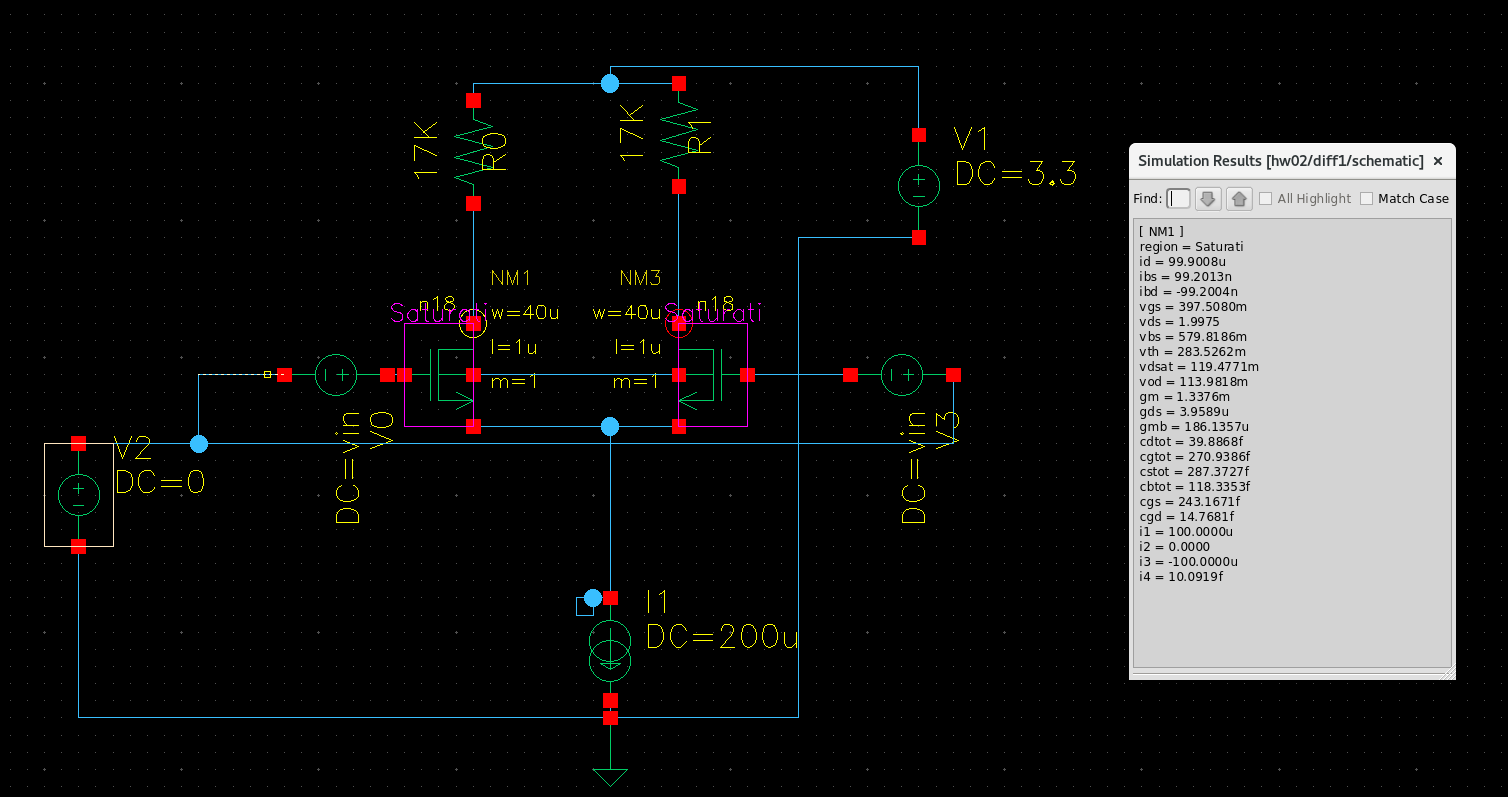 17K
R0
17K
R1
V1
DC=3.3
NM1
NM3
n18
n18
Saturati
Saturati
w=40u
w=40u
l=1u
l=1u
m=1
m=1
DC=vin
V0
DC=vin
V3
V2
DC=0
I1
DC=200u
Simulation Results [hw02/diff1/schematic]
Find:
All Highlight
Match Case
[ NM1 ]
region = Saturati
id = 99.9008u
ibs = 99.2013n
ibd = -99.2004n
vgs = 397.5080m
vds = 1.9975
vbs = 579.8186m
vth = 283.5262m
vdsat = 119.4771m
vod = 113.9818m
gm = 1.3376m
gds = 3.9589u
gmb = 186.1357u
cdtot = 39.8868f
cgtot = 270.9386f
cstot = 287.3727f
cbtot = 118.3353f
cgs = 243.1671f
cgd = 14.7681f
i1 = 100.0000u
i2 = 0.0000
i3 = -100.0000u
i4 = 10.0919f